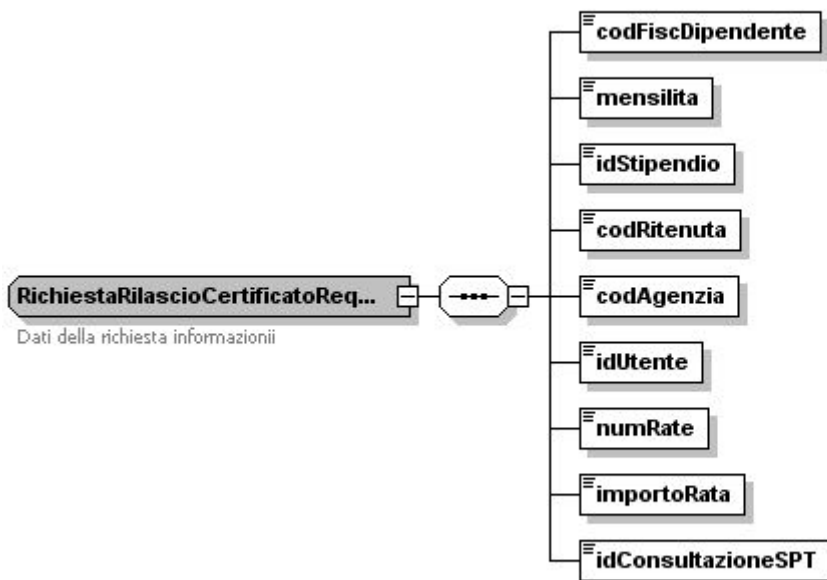 codFiscDipendente
mensilita
idStipendio
codRitenuta
RichiestaRilascioCertificatoReq...
codAgenzia
Dati della richiesta informazionii
idUtente
numRate
importoRata
idConsultazioneSPT